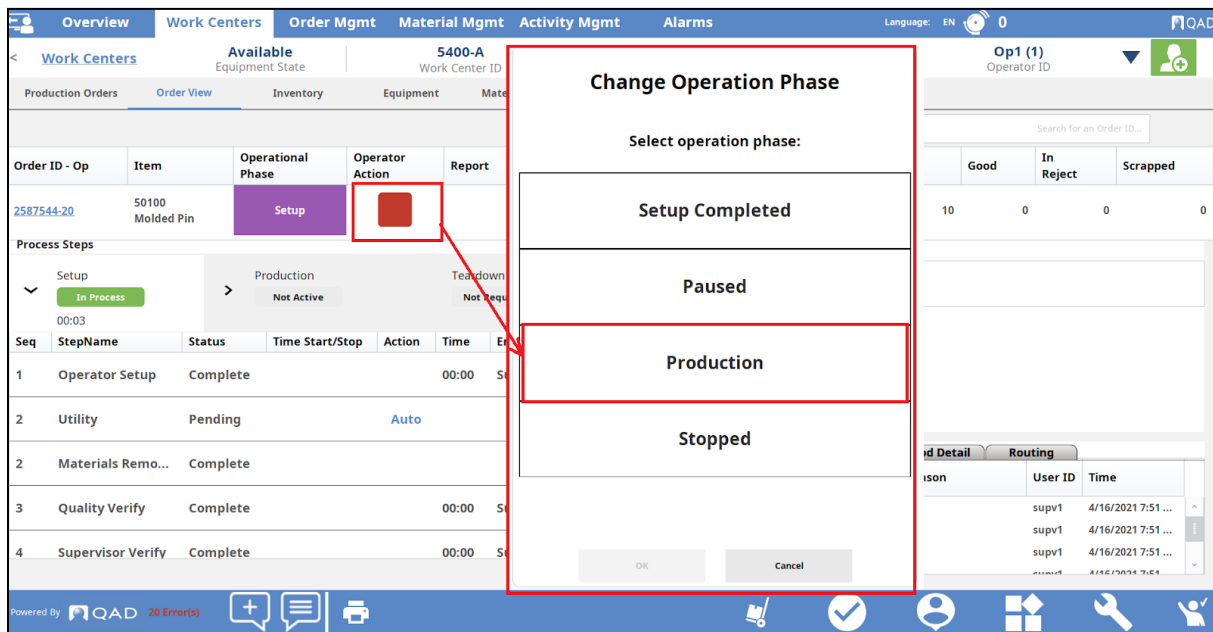 Overview Work Centers Order Mgmt Material Mgmt Activity Mgmt Alarms Language: EN 0 QAD
< Work Centers Available 5400-A Op1 (1)
Equipment State Work Center ID Operator ID
Production Orders Order View Inventory Equipment
Search for an Order ID...
Order ID - Op Item Operational Phase Operator Action Report Good In Reject Scrapped
2587544-20 50100 Setup 10 0 0 0
Molded Pin
Process Steps
Setup > Production Teardown
In Process Not Active Not
00:03
Seq StepName Status Time Start/Stop Action Time
1 Operator Setup Complete 00:00
2 Utility Pending Auto
2 Materials Remo... Complete
3 Quality Verify Complete 00:00
4 Supervisor Verify Complete 00:00
Change Operation Phase
Select operation phase:
Setup Completed
Paused
Production
Stopped
OK Cancel
Detail Routing
User ID Time
supv1 4/16/2021 7:51 ...
supv1 4/16/2021 7:51 ...
supv1 4/16/2021 7:51 ...
Powered By QAD 20 Error(s)